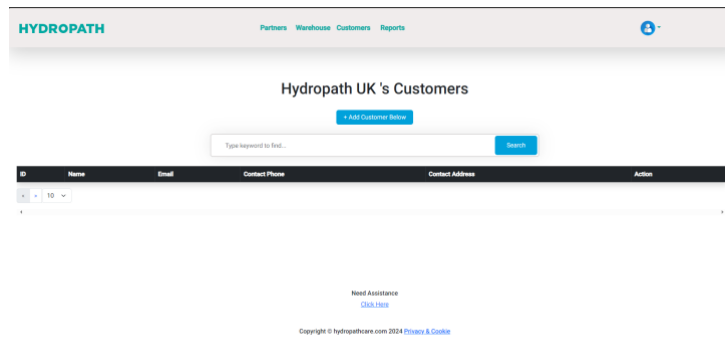 HYDROPATH
Partners Warehouse Customers Reports
Hydropath UK 's Customers
+ Add Customer Below
Type keyword to find...
Search
ID Name Email Contact Phone Contact Address Action
« » 10
Need Assistance
Click Here
Copyright © hydropathcare.com 2024 Privacy & Cookie